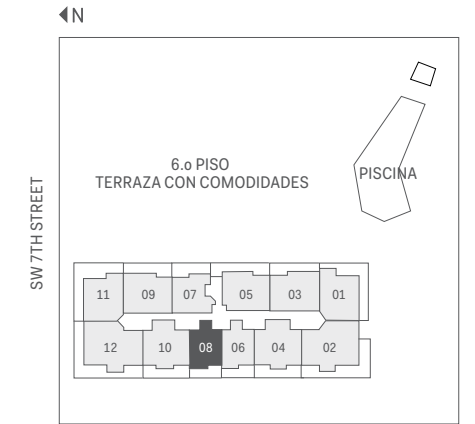 N
6.o PISO
TERRAZA CON COMODIDADES
PISCINA
SW 7TH STREET
11 09 07 05 03 01
12 10 08 06 04 02